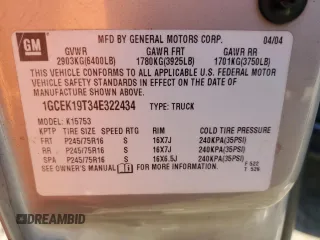 GM
MFD BY GENERAL MOTORS CORP. 04/04
GVWR GAWR FRT GAWR RR
2903KG(6400LB) 1780KG(3925LB) 1701KG(3750LB)
THIS VEHICLE CONFORMS TO ALL APPLICABLE U.S. FEDERAL MOTOR
VEHICLE SAFETY STANDARDS IN EFFECT ON THE DATE OF
MANUFACTURE SHOWN ABOVE.
1GCEK19T34E322434 TYPE: TRUCK
MODEL: K15753
KPTP TIRE SIZE SPEED RTG RIM COLD TIRE PRESSURE
FRT P245/75R16 S 16X7J 240KPA(35PSI)
RR P245/75R16 S 16X7J 240KPA(35PSI)
SPA P245/75R16 S 16X6.5J 240KPA(35PSI)
SEE OWNER'S MANUAL FOR MORE INFORMATION
F 522
T 526
DREAMBID